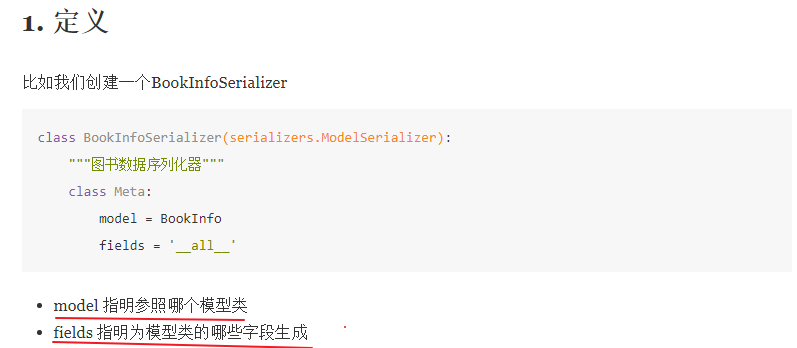 1. 定义
比如我们创建一个BookInfoSerializer
class BookInfoSerializer(serializers.ModelSerializer):
    """图书数据序列化器"""
    class Meta:
        model = BookInfo
        fields = '__all__'
• model 指明参照哪个模型类
• fields 指明为模型类的哪些字段生成